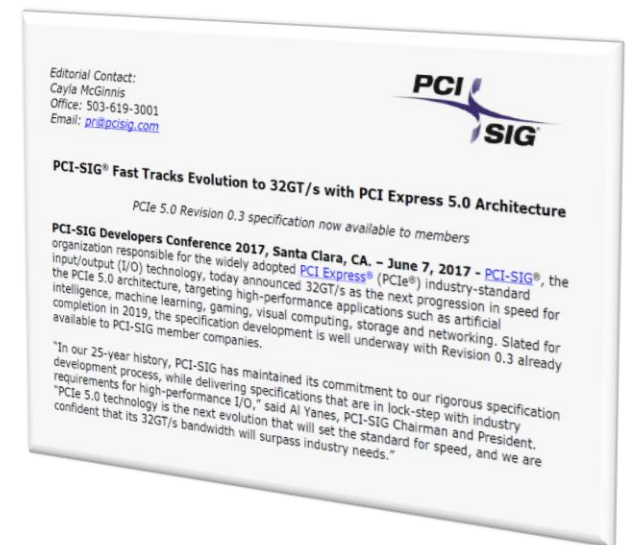 Editorial Contact:
Cayla McGinnis
Office: 503-619-3001
Email: pr@pcisig.com
PCI
SIG
PCI-SIG® Fast Tracks Evolution to 32GT/s with PCI Express 5.0 Architecture
PCIe 5.0 Revision 0.3 specification now available to members
PCI-SIG Developers Conference 2017, Santa Clara, CA. – June 7, 2017 - PCI-SIG®, the
organization responsible for the widely adopted PCI Express® (PCIe®) industry-standard
input/output (I/O) technology, today announced 32GT/s as the next progression in speed for
the PCIe 5.0 architecture, targeting high-performance applications such as artificial
intelligence, machine learning, gaming, visual computing, storage and networking. Slated for
completion in 2019, the specification development is well underway with Revision 0.3 already
available to PCI-SIG member companies.
"In our 25-year history, PCI-SIG has maintained its commitment to our rigorous specification
development process, while delivering specifications that are in lock-step with industry
requirements for high-performance I/O," said Al Yanes, PCI-SIG Chairman and President.
"PCIe 5.0 technology is the next evolution that will set the standard for speed, and we are
confident that its 32GT/s bandwidth will surpass industry needs."